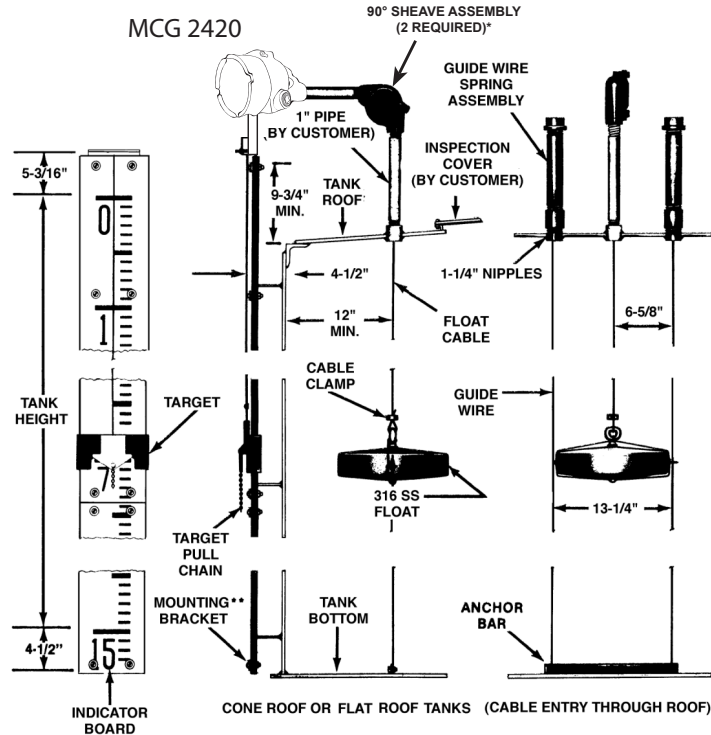 MCG 2420
90° SHEAVE ASSEMBLY
(2 REQUIRED)*
GUIDE WIRE
SPRING
ASSEMBLY
1" PIPE
(BY CUSTOMER)
INSPECTION
COVER
(BY CUSTOMER)
5-3/16"
9-3/4"
MIN.
TANK
ROOF
0
4-1/2"
1-1/4" NIPPLES
1
12"
MIN.
FLOAT
CABLE
6-5/8"
CABLE
CLAMP
TANK
HEIGHT
TARGET
GUIDE
WIRE
7
316 SS
FLOAT
13-1/4"
TARGET
PULL
CHAIN
MOUNTING**
BRACKET
TANK
BOTTOM
ANCHOR
BAR
4-1/2"
15
INDICATOR
BOARD
CONE ROOF OR FLAT ROOF TANKS (CABLE ENTRY THROUGH ROOF)